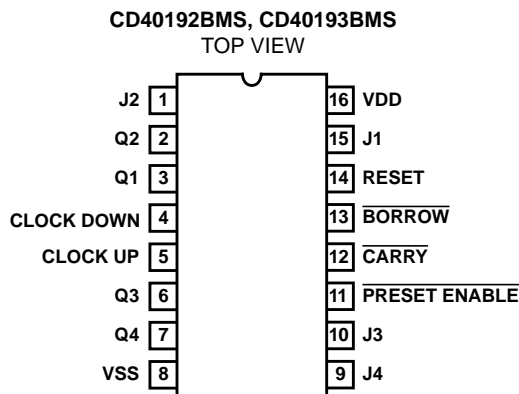 CD40192BMS, CD40193BMS
TOP VIEW
J2 1 16 VDD
Q2 2 15 J1
Q1 3 14 RESET
CLOCK DOWN 4 13 BORROW
CLOCK UP 5 12 CARRY
Q3 6 11 PRESET ENABLE
Q4 7 10 J3
VSS 8 9 J4